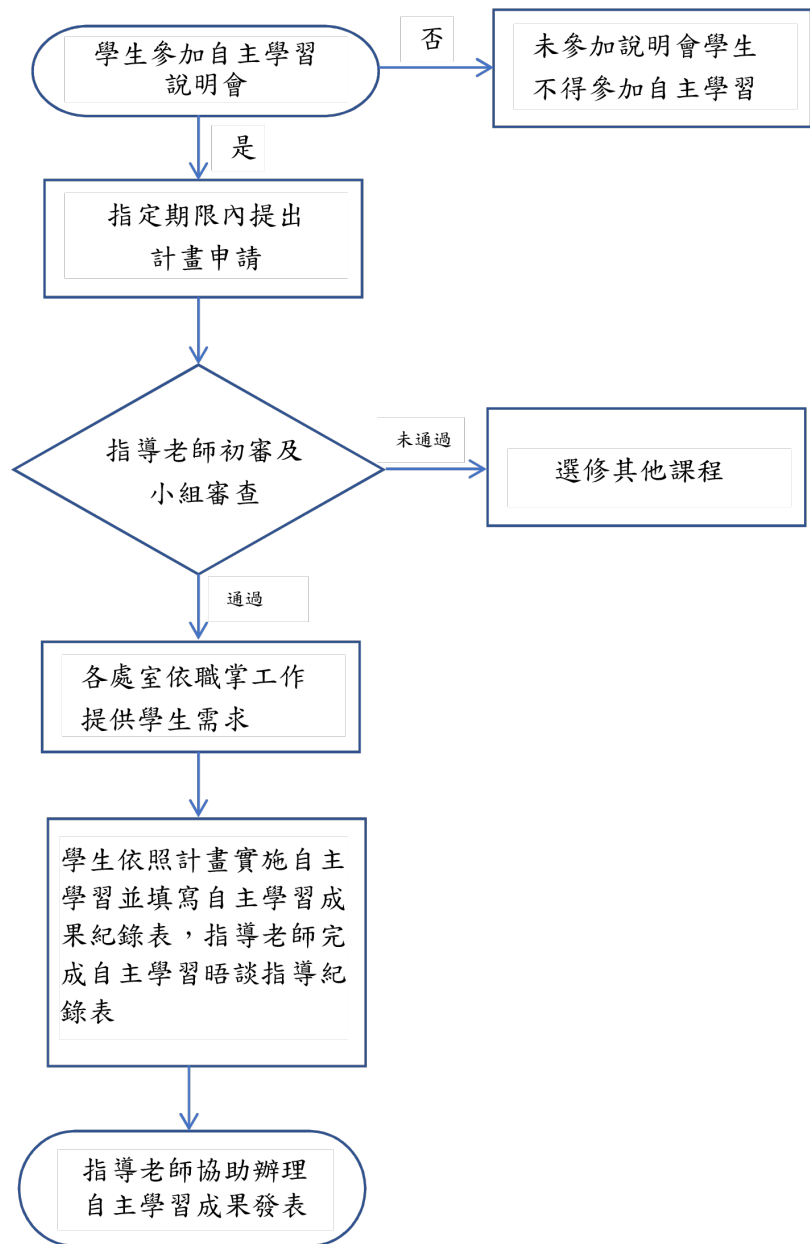 學生參加自主學習
說明會
否
未參加說明會學生
不得參加自主學習
是
指定期限內提出
計畫申請
指導老師初審及
小組審查
未通過
選修其他課程
通過
各處室依職掌工作
提供學生需求
學生依照計畫實施自主
學習並填寫自主學習成
果紀錄表，指導老師完
成自主學習晤談指導紀
錄表
指導老師協助辦理
自主學習成果發表